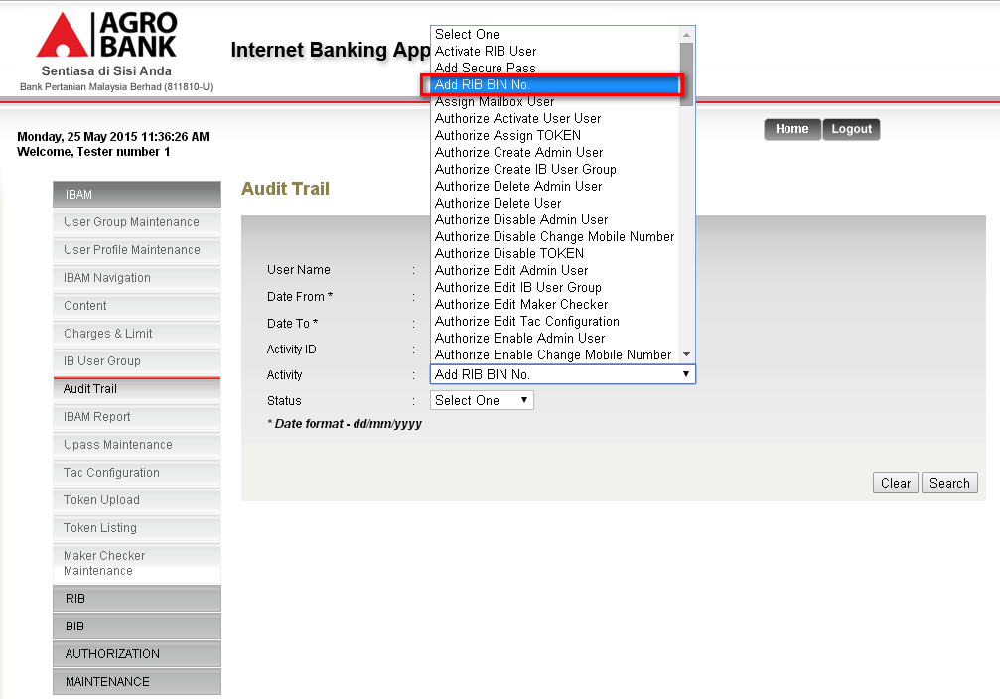 AGRO
BANK
Sentiasa di Sisi Anda
Bank Pertanian Malaysia Berhad (811810-U)
Internet Banking App
Monday, 25 May 2015 11:36:26 AM
Welcome, Tester number 1
Home
Logout
IBAM
User Group Maintenance
User Profile Maintenance
IBAM Navigation
Content
Charges & Limit
IB User Group
Audit Trail
IBAM Report
Upass Maintenance
Tac Configuration
Token Upload
Token Listing
Maker Checker
Maintenance
RIB
BIB
AUTHORIZATION
MAINTENANCE
Audit Trail
User Name :
Date From * :
Date To * :
Activity ID :
Activity : Add RIB BIN No.
Status : Select One
* Date format - dd/mm/yyyy
Clear
Search
Select One
Activate RIB User
Add Secure Pass
Add RIB BIN No.
Assign Mailbox User
Authorize Activate User User
Authorize Assign TOKEN
Authorize Create Admin User
Authorize Create IB User Group
Authorize Delete Admin User
Authorize Delete User
Authorize Disable Admin User
Authorize Disable Change Mobile Number
Authorize Disable TOKEN
Authorize Edit Admin User
Authorize Edit IB User Group
Authorize Edit Maker Checker
Authorize Edit Tac Configuration
Authorize Enable Admin User
Authorize Enable Change Mobile Number